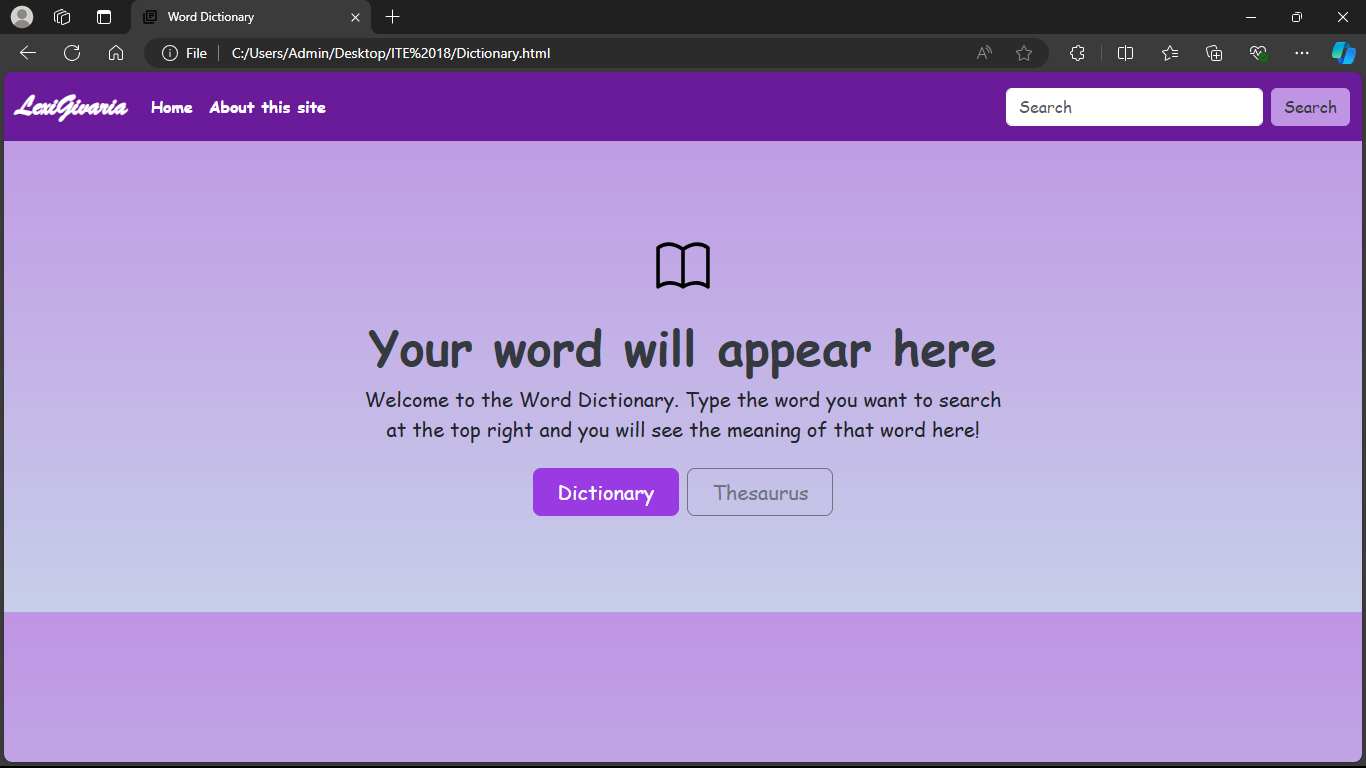 Word Dictionary
File
C:/Users/Admin/Desktop/ITE%2018/Dictionary.html
LexiGivaria Home About this site Search Search
Your word will appear here
Welcome to the Word Dictionary. Type the word you want to search
at the top right and you will see the meaning of that word here!
Dictionary Thesaurus